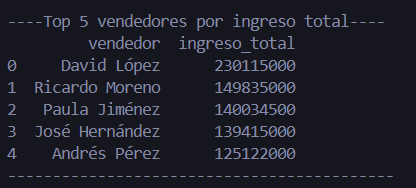 ----Top 5 vendedores por ingreso total----
vendedor ingreso_total
0 David López 230115000
1 Ricardo Moreno 149835000
2 Paula Jiménez 140034500
3 José Hernández 139415000
4 Andrés Pérez 125122000
-------------------------------------------